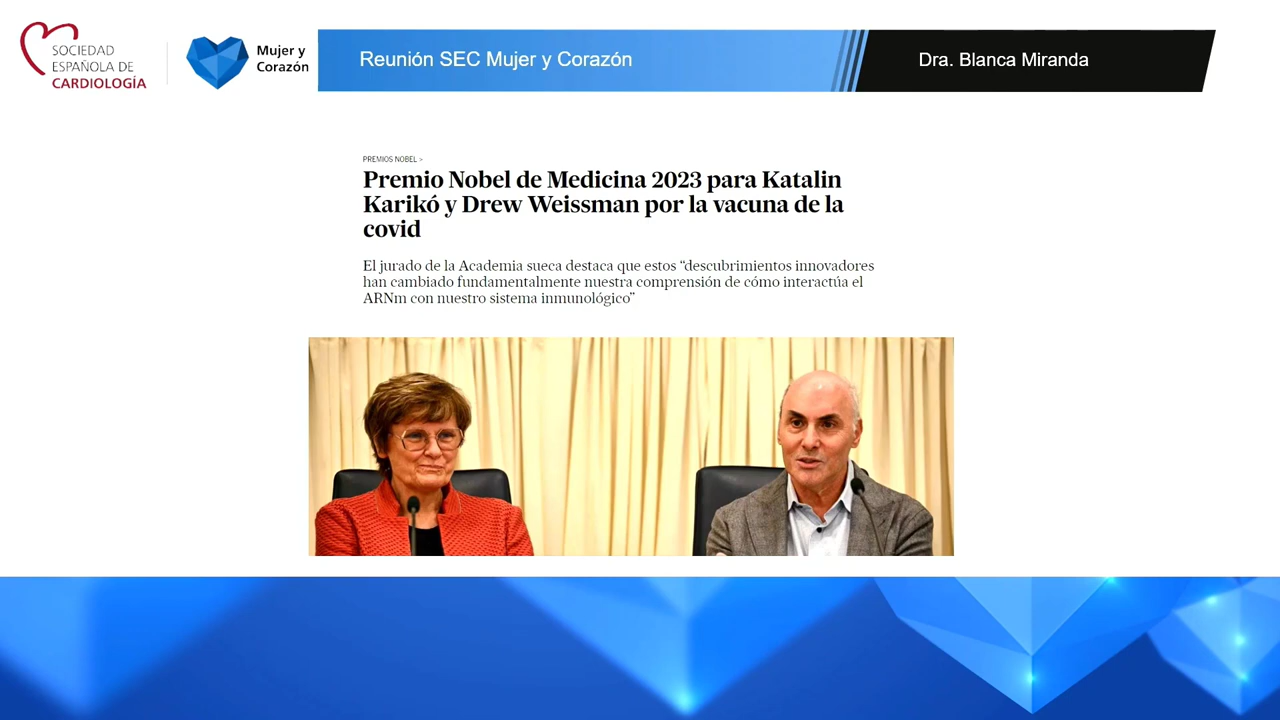 SOCIEDAD
ESPAÑOLA DE
CARDIOLOGÍA
Mujer y
Corazón
Reunión SEC Mujer y Corazón
Dra. Blanca Miranda
PREMIOS NOBEL >
Premio Nobel de Medicina 2023 para Katalin
Karikó y Drew Weissman por la vacuna de la
covid
El jurado de la Academia sueca destaca que estos “descubrimientos innovadores
han cambiado fundamentalmente nuestra comprensión de cómo interactúa el
ARNm con nuestro sistema inmunológico”